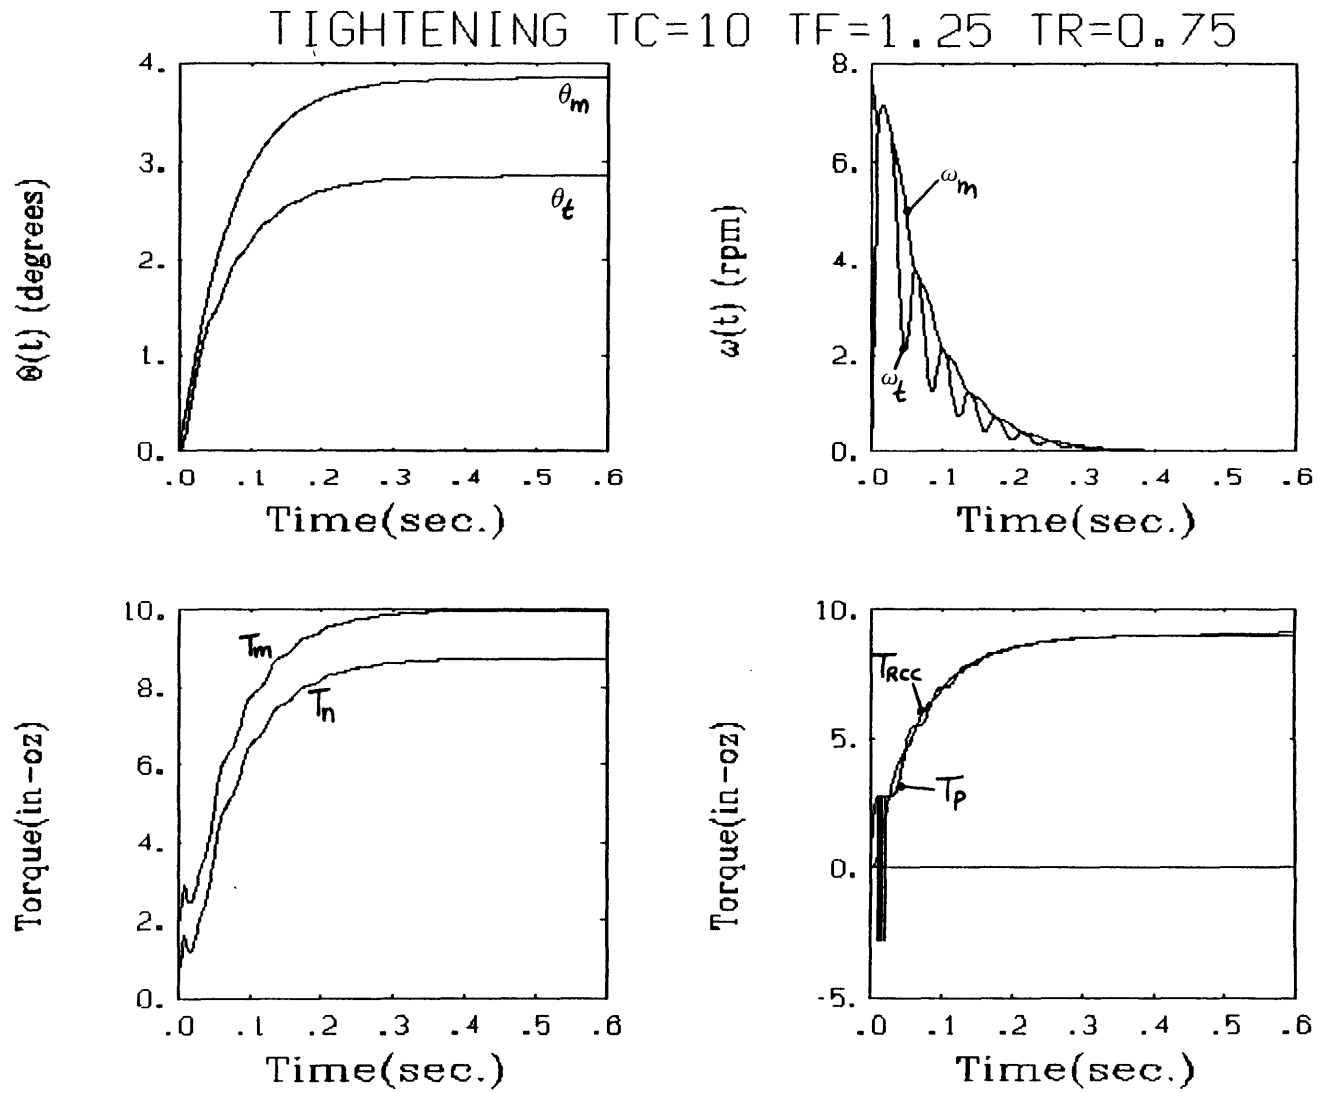 TIGHTENING TC=10 TF=1.25 TR=0.75
Θ(t) (degrees)
4.
3.
2.
1.
0.
θm
θt
.0 .1 .2 .3 .4 .5 .6
Time(sec.)
ω(t) (rpm)
8.
6.
4.
2.
0.
ωm
ωt
.0 .1 .2 .3 .4 .5 .6
Time(sec.)
Torque(in-oz)
10.
8.
6.
4.
2.
0.
Tm
Tn
.0 .1 .2 .3 .4 .5 .6
Time(sec.)
Torque(in-oz)
10.
5.
0.
-5.
TRcc
Tp
.0 .1 .2 .3 .4 .5 .6
Time(sec.)